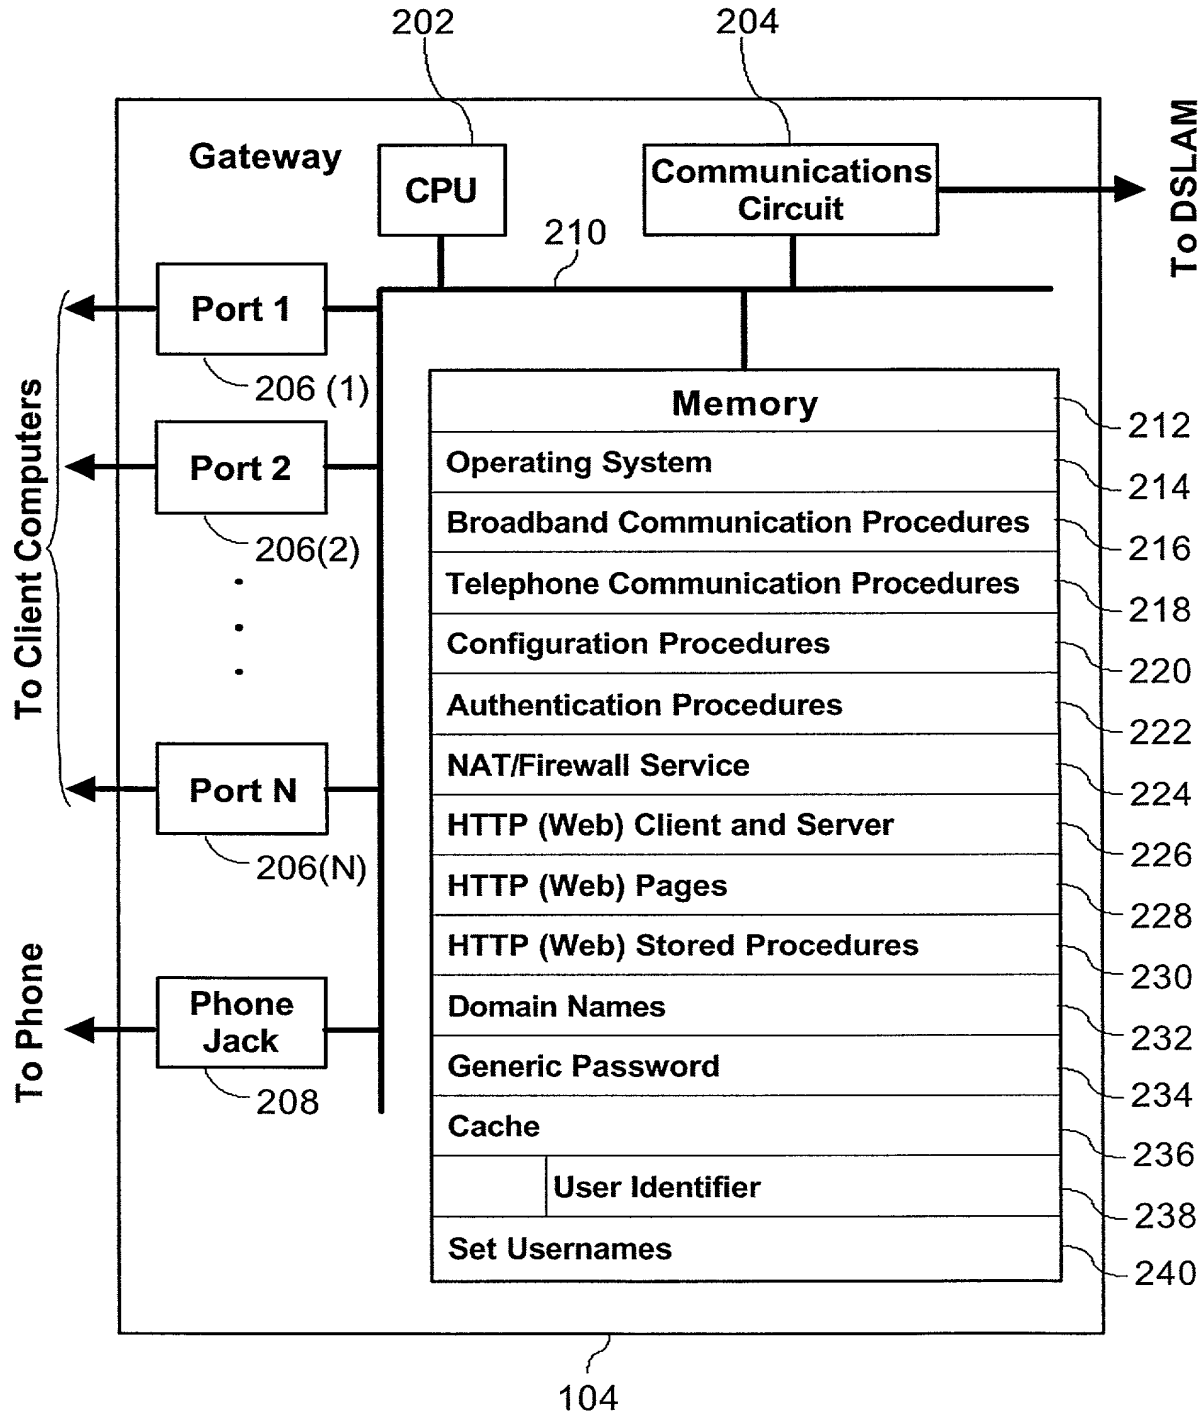 202
204
Gateway
CPU
Communications
Circuit
To DSLAM
210
Port 1
206 (1)
Port 2
206(2)
Port N
206(N)
To Client Computers
Phone
Jack
208
To Phone
Memory
212
Operating System
214
Broadband Communication Procedures
216
Telephone Communication Procedures
218
Configuration Procedures
220
Authentication Procedures
222
NAT/Firewall Service
224
HTTP (Web) Client and Server
226
HTTP (Web) Pages
228
HTTP (Web) Stored Procedures
230
Domain Names
232
Generic Password
234
Cache
236
User Identifier
238
Set Usernames
240
104